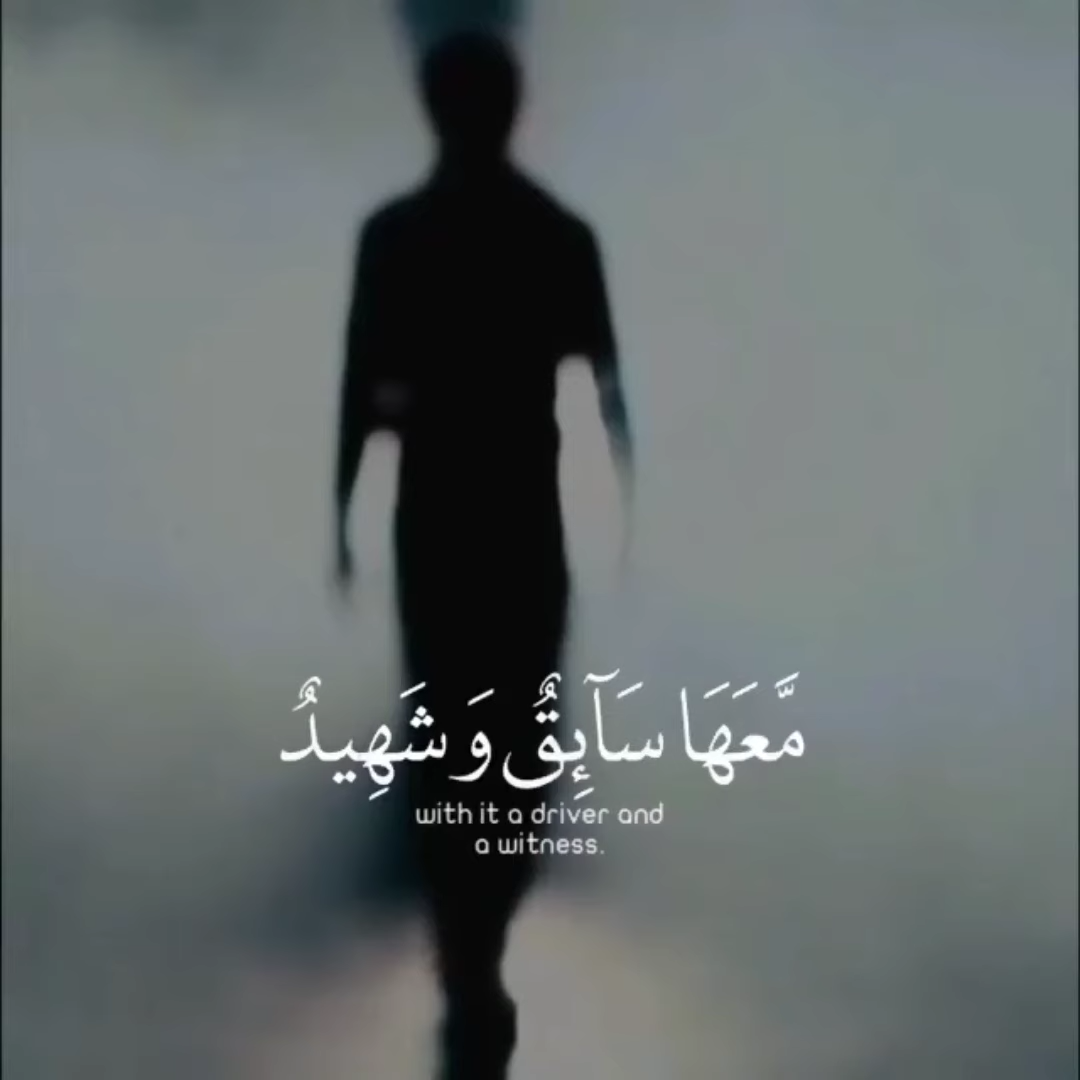 مَّعَهَا سَآئِقٌ وَشَهِيدٌ
with it a driver and
a witness.